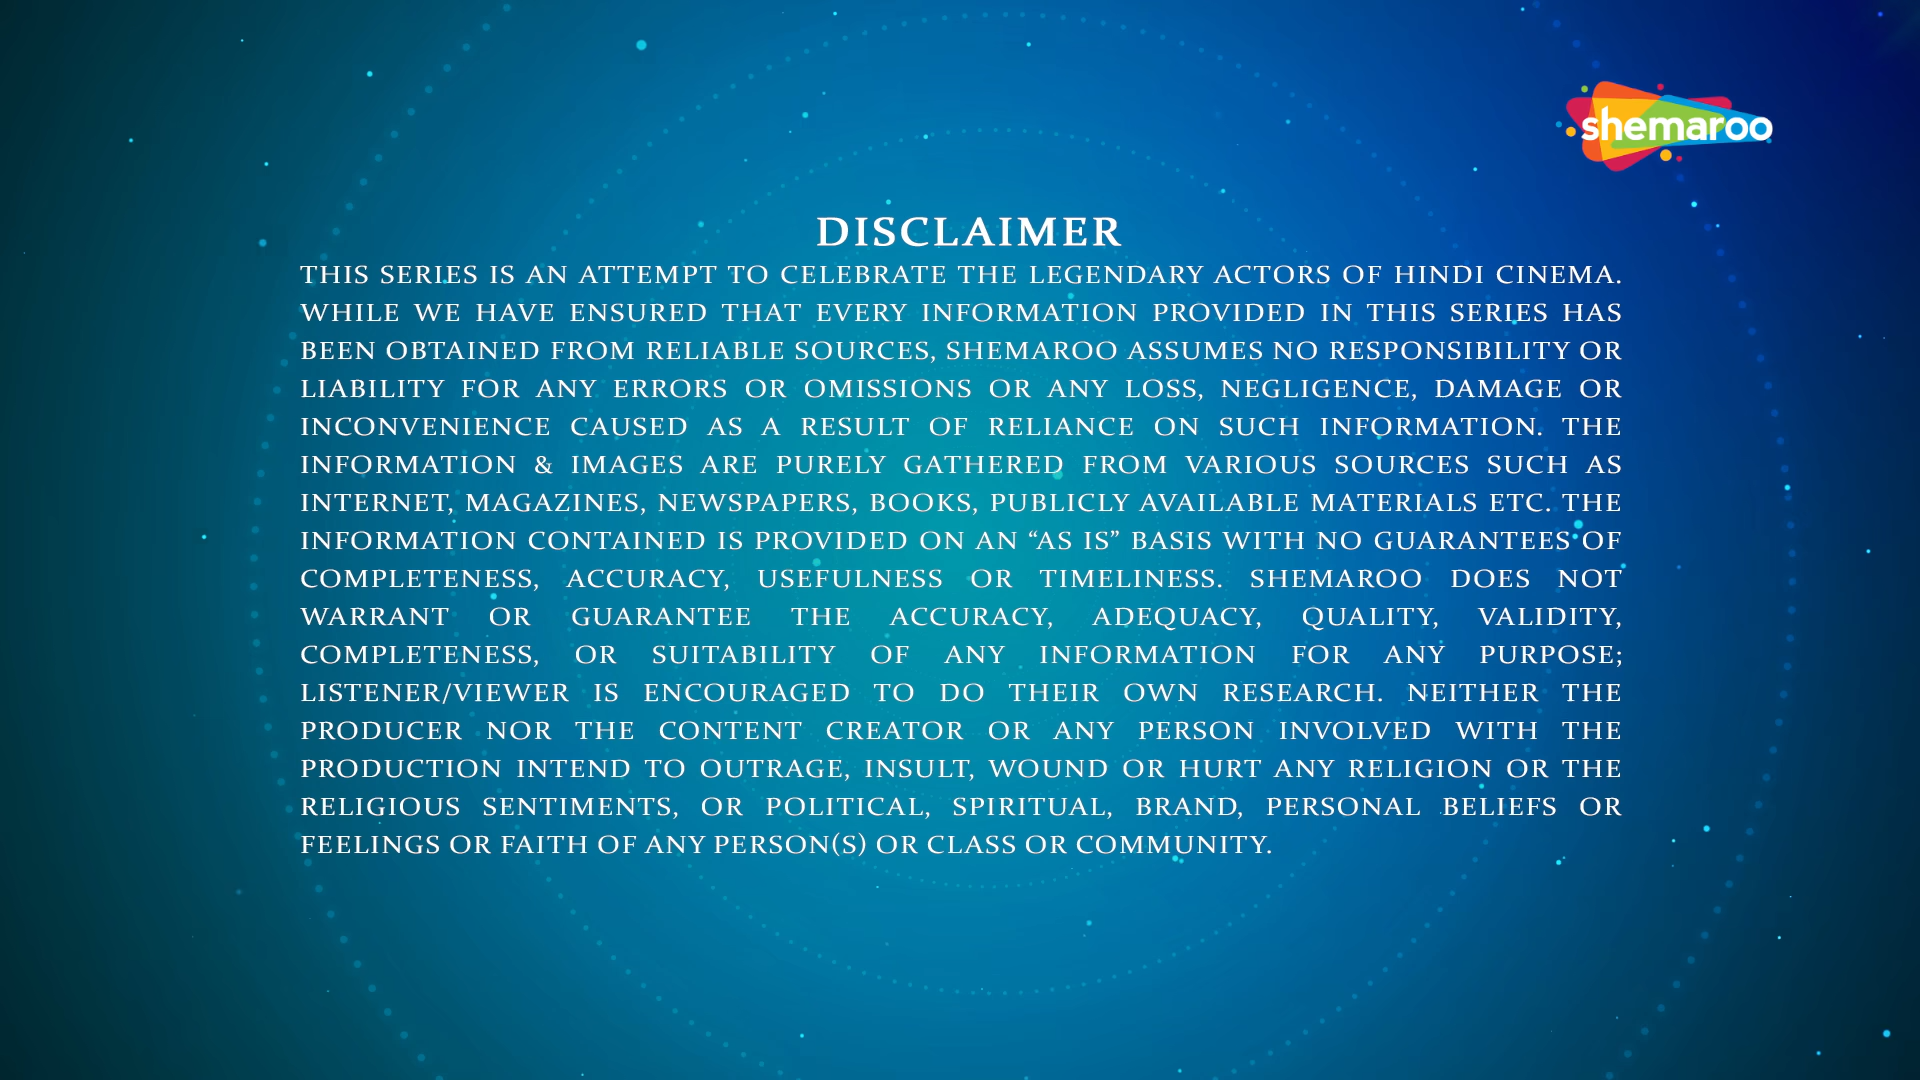 shemaroo
DISCLAIMER
THIS SERIES IS AN ATTEMPT TO CELEBRATE THE LEGENDARY ACTORS OF HINDI CINEMA.
WHILE WE HAVE ENSURED THAT EVERY INFORMATION PROVIDED IN THIS SERIES HAS
BEEN OBTAINED FROM RELIABLE SOURCES, SHEMAROO ASSUMES NO RESPONSIBILITY OR
LIABILITY FOR ANY ERRORS OR OMISSIONS OR ANY LOSS, NEGLIGENCE, DAMAGE OR
INCONVENIENCE CAUSED AS A RESULT OF RELIANCE ON SUCH INFORMATION. THE
INFORMATION & IMAGES ARE PURELY GATHERED FROM VARIOUS SOURCES SUCH AS
INTERNET, MAGAZINES, NEWSPAPERS, BOOKS, PUBLICLY AVAILABLE MATERIALS ETC. THE
INFORMATION CONTAINED IS PROVIDED ON AN “AS IS” BASIS WITH NO GUARANTEES OF
COMPLETENESS, ACCURACY, USEFULNESS OR TIMELINESS. SHEMAROO DOES NOT
WARRANT OR GUARANTEE THE ACCURACY, ADEQUACY, QUALITY, VALIDITY,
COMPLETENESS, OR SUITABILITY OF ANY INFORMATION FOR ANY PURPOSE;
LISTENER/VIEWER IS ENCOURAGED TO DO THEIR OWN RESEARCH. NEITHER THE
PRODUCER NOR THE CONTENT CREATOR OR ANY PERSON INVOLVED WITH THE
PRODUCTION INTEND TO OUTRAGE, INSULT, WOUND OR HURT ANY RELIGION OR THE
RELIGIOUS SENTIMENTS, OR POLITICAL, SPIRITUAL, BRAND, PERSONAL BELIEFS OR
FEELINGS OR FAITH OF ANY PERSON(S) OR CLASS OR COMMUNITY.